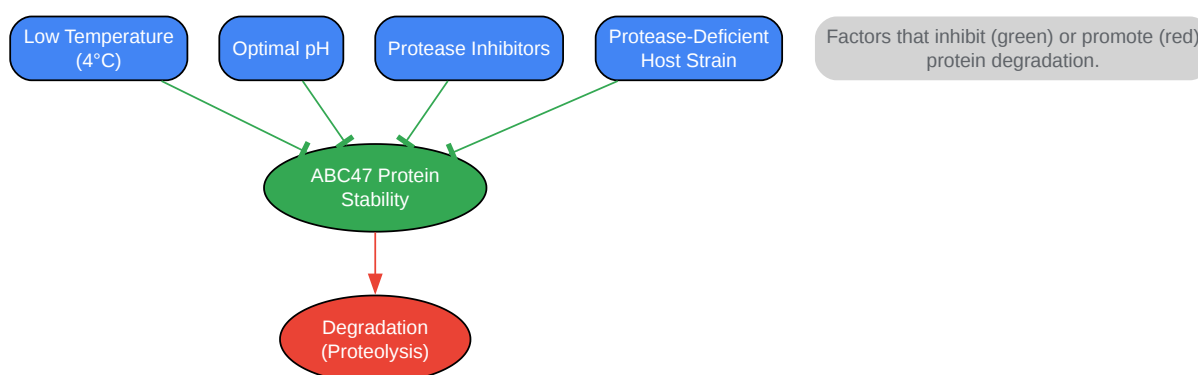 Low Temperature
(4°C)
Optimal pH
Protease Inhibitors
Protease-Deficient
Host Strain
Factors that inhibit (green) or promote (red)
protein degradation.
ABC47 Protein
Stability
Degradation
(Proteolysis)